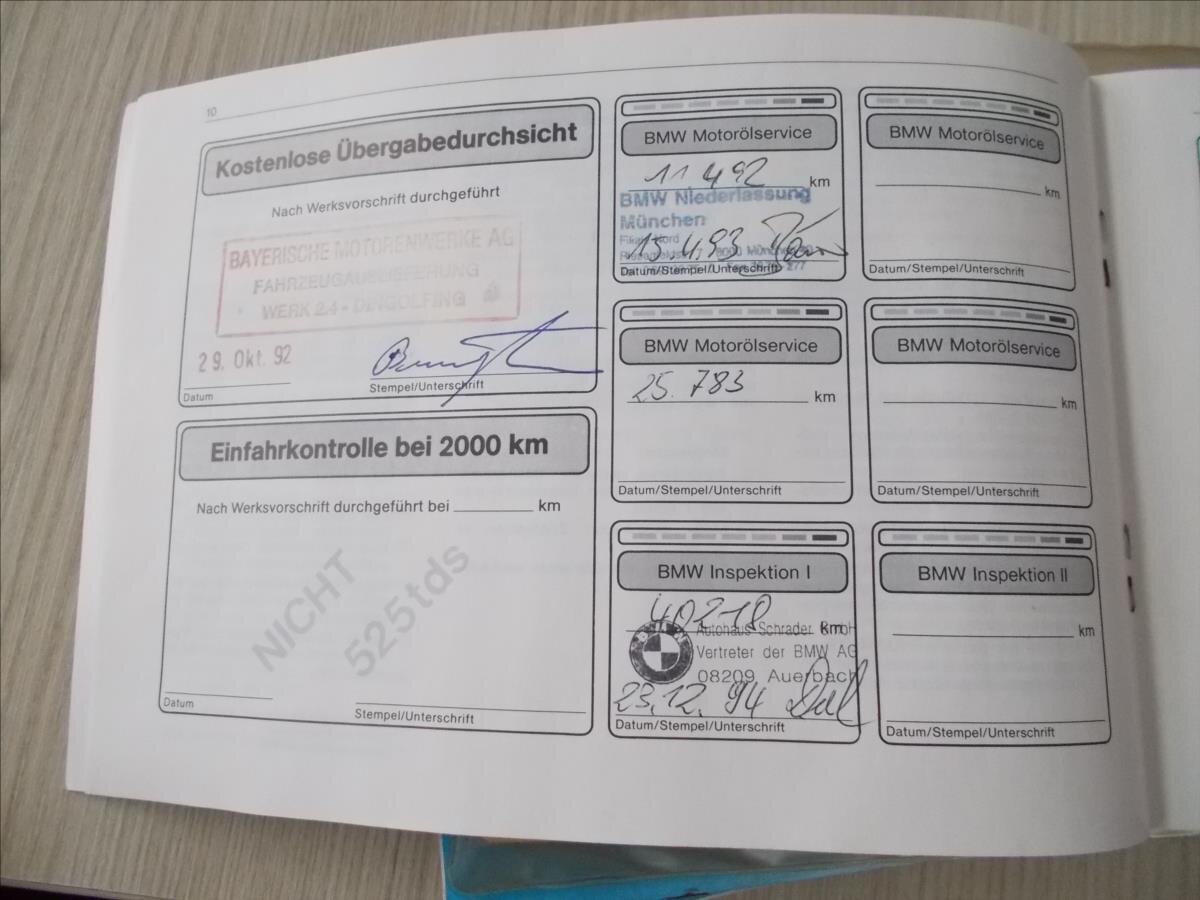 10
Kostenlose Übergabedurchsicht
Nach Werksvorschrift durchgeführt
BAYERISCHE MOTORENWERKE AG
FAHRZEUGAUSLIEFERUNG
WERK 2.4 - DINGOLFING
29. Okt. 92
Datum
Stempel/Unterschrift
Einfahrkontrolle bei 2000 km
Nach Werksvorschrift durchgeführt bei km
NICHT
525tds
Datum
Stempel/Unterschrift
BMW Motorölservice
11 492 km
BMW Niederlassung
München
Filiale Nord
13.4.93
Datum/Stempel/Unterschrift
BMW Motorölservice
25.783 km
Datum/Stempel/Unterschrift
BMW Inspektion I
40218 km
Autohaus Schrader GmbH
Vertreter der BMW AG
08209 Auerbach
23.12.94
Datum/Stempel/Unterschrift
BMW Motorölservice
km
Datum/Stempel/Unterschrift
BMW Motorölservice
km
Datum/Stempel/Unterschrift
BMW Inspektion II
km
Datum/Stempel/Unterschrift